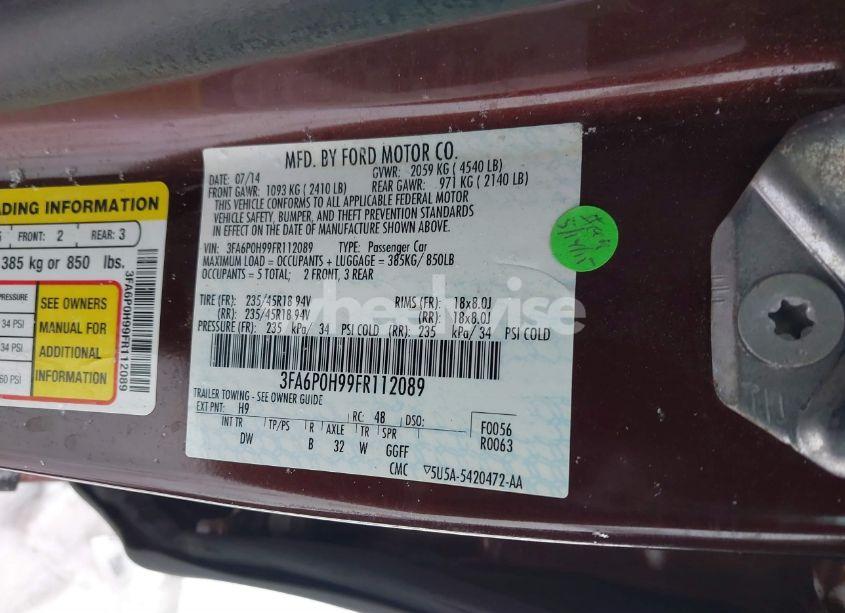 MFD. BY FORD MOTOR CO.
DATE: 07/14 GVWR: 2059 KG ( 4540 LB)
FRONT GAWR: 1093 KG ( 2410 LB) REAR GAWR: 971 KG ( 2140 LB)
THIS VEHICLE CONFORMS TO ALL APPLICABLE FEDERAL MOTOR
VEHICLE SAFETY, BUMPER, AND THEFT PREVENTION STANDARDS
IN EFFECT ON THE DATE OF MANUFACTURE SHOWN ABOVE.
VIN: 3FA6P0H99FR112089 TYPE: Passenger Car
MAXIMUM LOAD = OCCUPANTS + LUGGAGE = 385KG/ 850LB
OCCUPANTS = 5 TOTAL; 2 FRONT, 3 REAR
TIRE (FR): 235/45R18 94V RIMS (FR): 18x8.0J
(RR): 235/45R18 94V (RR): 18x8.0J
PRESSURE (FR): 235 kPa/ 34 PSI COLD (RR): 235 kPa/ 34 PSI COLD
3FA6P0H99FR112089
TRAILER TOWING - SEE OWNER GUIDE
EXT PNT: H9 RC: 48 DSO:
INT TR TP/PS R AXLE TR SPR
DW B 32 W GGFF
F0056
R0063
CMC ▽5U5A-5420472-AA
ADING INFORMATION
FRONT: 2 REAR: 3
385 kg or 850 lbs.
PRESSURE
34 PSI
34 PSI
60 PSI
SEE OWNERS
MANUAL FOR
ADDITIONAL
INFORMATION
3FA6P0H99FR112089